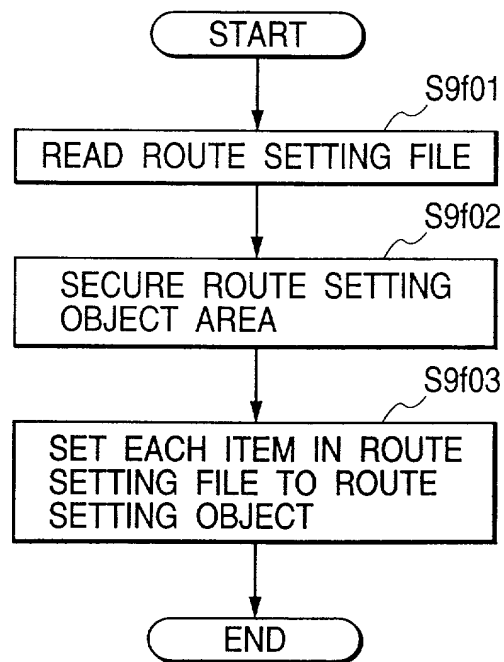 START
S9f01
READ ROUTE SETTING FILE
S9f02
SECURE ROUTE SETTING
OBJECT AREA
S9f03
SET EACH ITEM IN ROUTE
SETTING FILE TO ROUTE
SETTING OBJECT
END